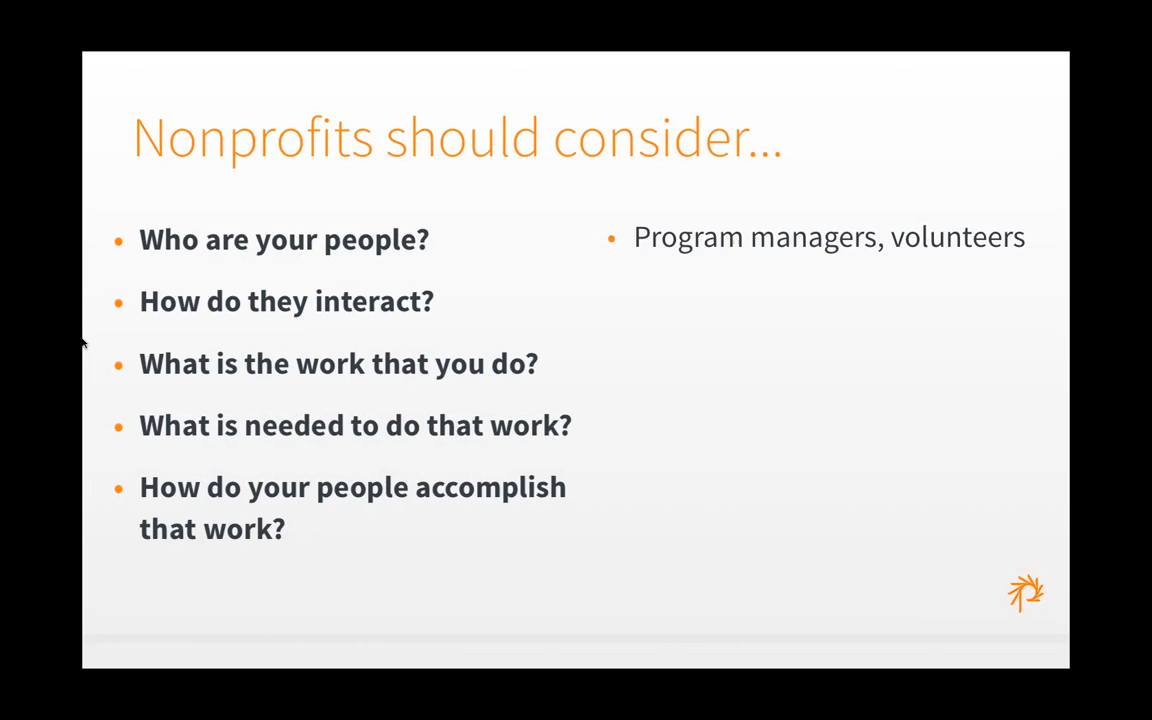 Nonprofits should consider...
• Who are your people?
• How do they interact?
• What is the work that you do?
• What is needed to do that work?
• How do your people accomplish
that work?
• Program managers, volunteers